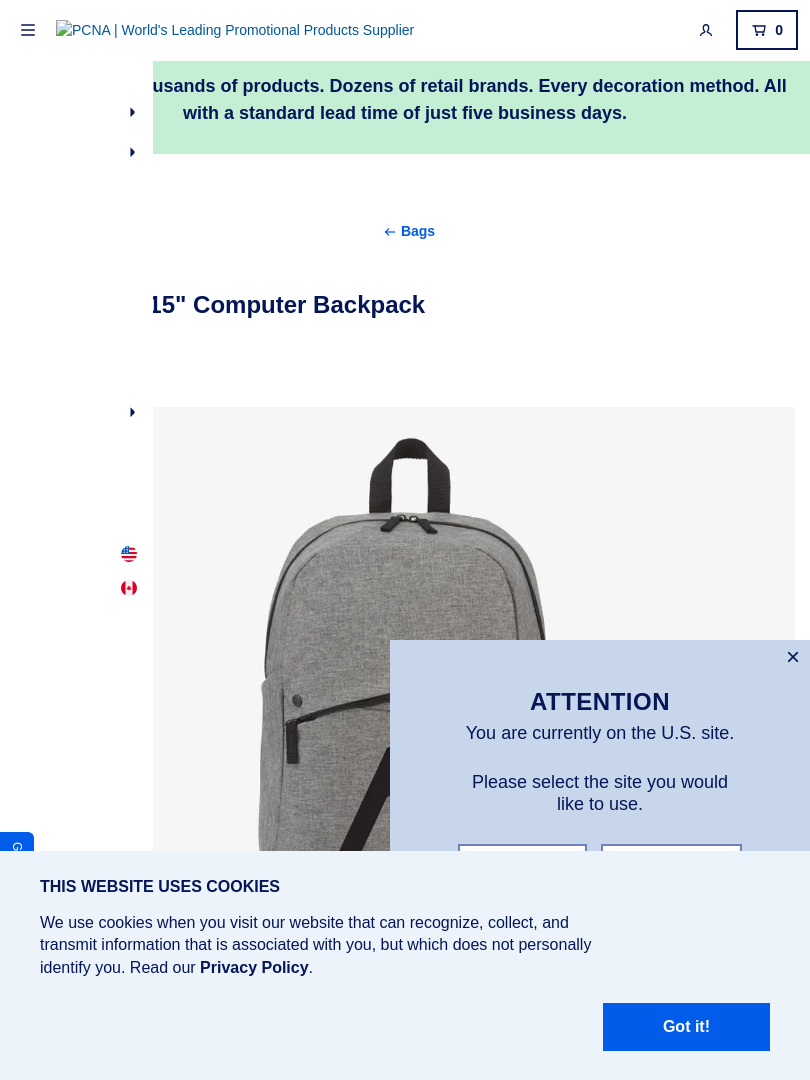 PCNA | World's Leading Promotional Products Supplier
0
of products. Dozens of retail brands. Every decoration method. All
with a standard lead time of just five business days.
← Bags
15" Computer Backpack
×
ATTENTION
You are currently on the U.S. site.
Please select the site you would
like to use.
G
THIS WEBSITE USES COOKIES
We use cookies when you visit our website that can recognize, collect, and
transmit information that is associated with you, but which does not personally
identify you. Read our Privacy Policy.
Got it!